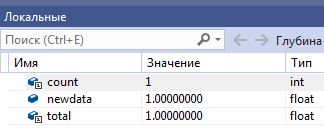 Локальные
Поиск (Ctrl+E) Глубина
Имя Значение Тип
count 1 int
newdata 1.00000000 float
total 1.00000000 float